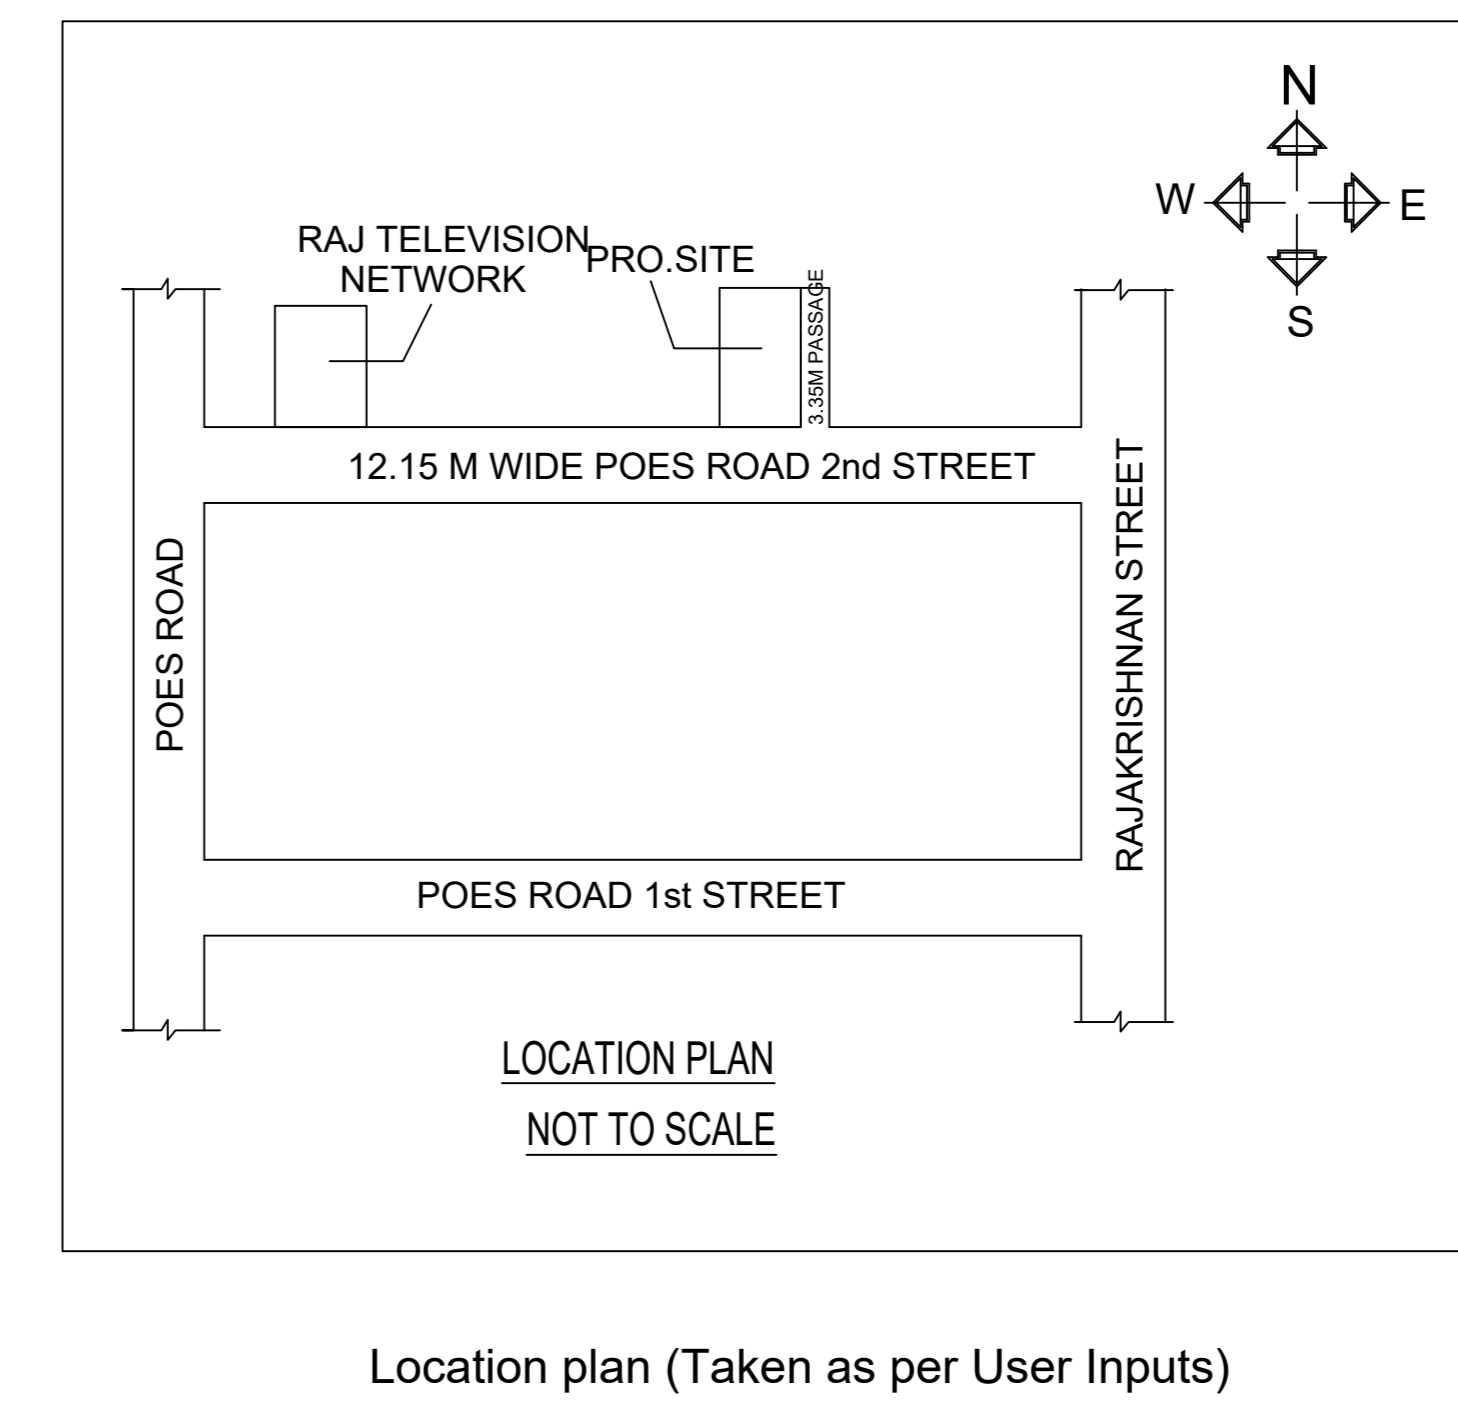 N
W
E
S
RAJ TELEVISION
NETWORK
PRO.SITE
3.35M PASSAGE
12.15 M WIDE POES ROAD 2nd STREET
POES ROAD
RAJAKRISHNAN STREET
POES ROAD 1st STREET
LOCATION PLAN
NOT TO SCALE
Location plan (Taken as per User Inputs)